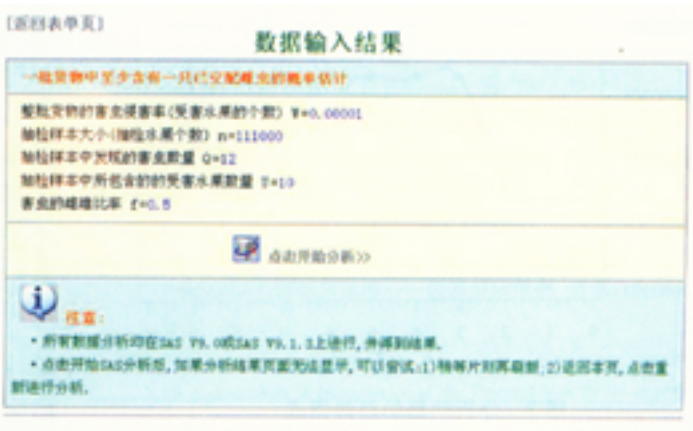 [返回表单页]
数据输入结果
一批货物中至少含有一只已交配雌虫的概率估计
整批货物的害虫侵害率(受害水果的个数) W=0.00001
抽检样本大小(抽检水果个数) n=111000
抽检样本中发现的害虫数量 Q=12
抽检样本中所包含的的受害水果数量 T=10
害虫的雌雄比率 f=0.5
点击开始分析>>
注意:
• 所有数据分析均在SAS V9.0或SAS V9.1.3上进行,并得到结果。
• 点击开始SAS分析后,如果分析结果页面无法显示,可以尝试:1)稍等片刻再刷新;2)返回本页,点击重
新进行分析。